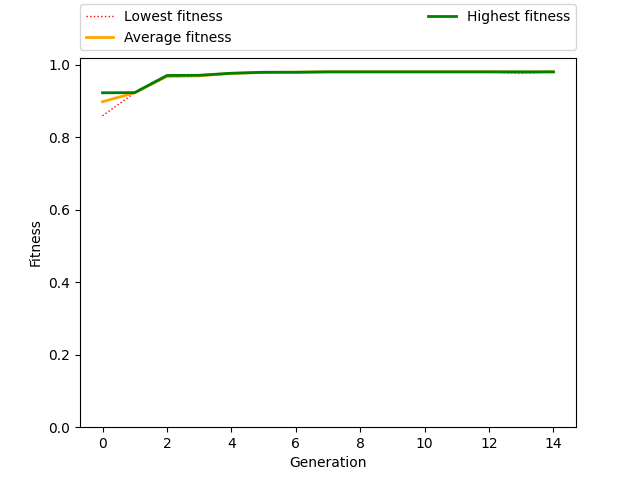 Lowest fitness
Average fitness
Highest fitness
1.0
0.8
0.6
0.4
0.2
0.0
Fitness
0 2 4 6 8 10 12 14
Generation